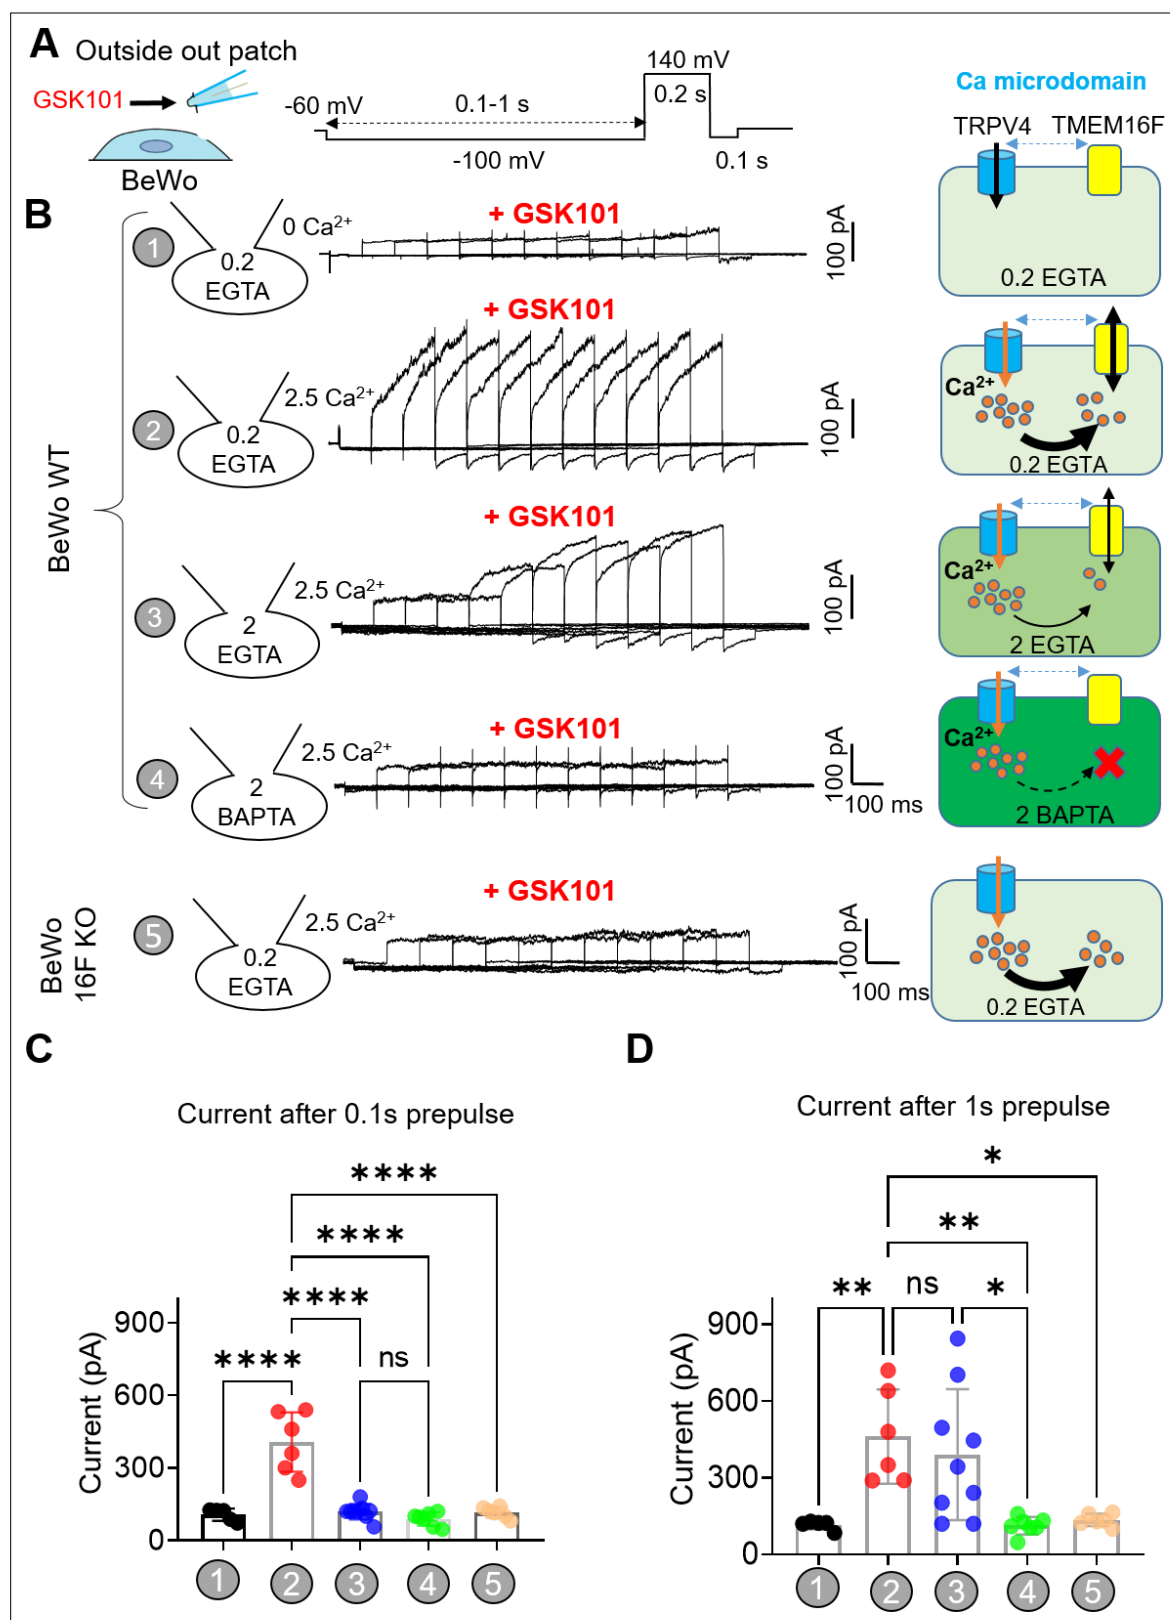 A
Outside out patch
GSK101
BeWo
-60 mV
0.1-1 s
140 mV
0.2 s
-100 mV
0.1 s
Ca microdomain
TRPV4
TMEM16F
B
BeWo WT
1
0 Ca²⁺
0.2
EGTA
+ GSK101
100 pA
0.2 EGTA
2
2.5 Ca²⁺
0.2
EGTA
+ GSK101
100 pA
Ca²⁺
0.2 EGTA
3
2.5 Ca²⁺
2
EGTA
+ GSK101
100 pA
Ca²⁺
2 EGTA
4
2.5 Ca²⁺
2
BAPTA
+ GSK101
100 pA
100 ms
Ca²⁺
2 BAPTA
BeWo
16F KO
5
2.5 Ca²⁺
0.2
EGTA
+ GSK101
100 pA
100 ms
0.2 EGTA
C
Current after 0.1s prepulse
****
****
****
****
ns
Current (pA)
900
600
300
0
1 2 3 4 5
D
Current after 1s prepulse
*
**
** ns *
Current (pA)
900
600
300
0
1 2 3 4 5